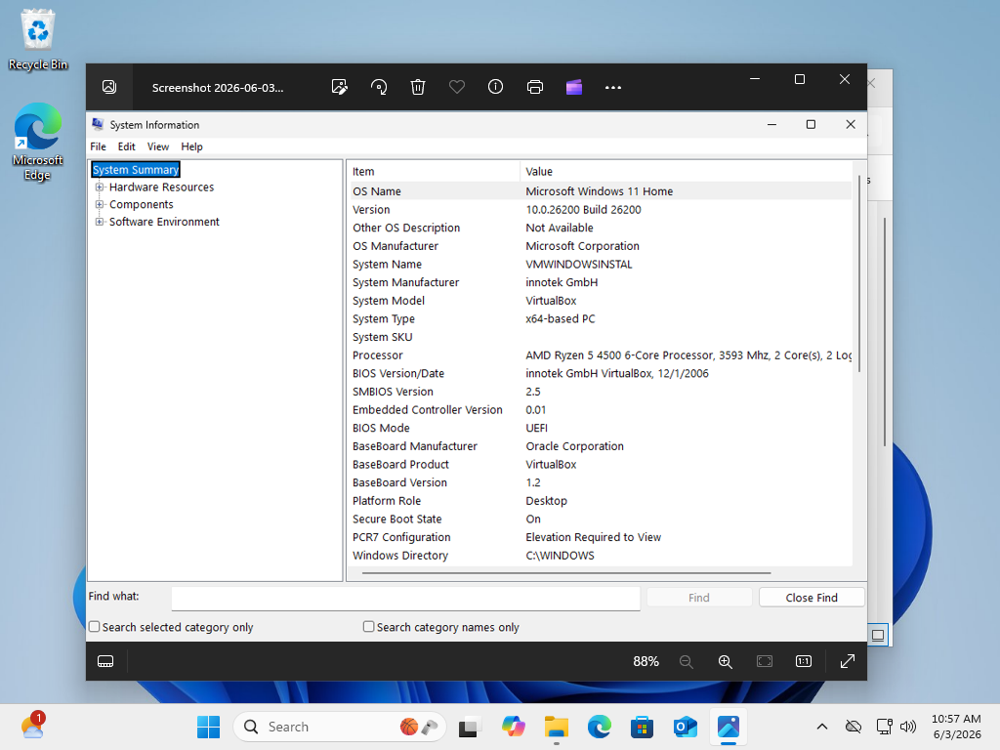 Recycle Bin
Microsoft
Edge
Screenshot 2026-06-03...
System Information
File Edit View Help
System Summary
Hardware Resources
Components
Software Environment
Item Value
OS Name Microsoft Windows 11 Home
Version 10.0.26200 Build 26200
Other OS Description Not Available
OS Manufacturer Microsoft Corporation
System Name VMWINDOWSINSTAL
System Manufacturer innotek GmbH
System Model VirtualBox
System Type x64-based PC
System SKU
Processor AMD Ryzen 5 4500 6-Core Processor, 3593 Mhz, 2 Core(s), 2 Log
BIOS Version/Date innotek GmbH VirtualBox, 12/1/2006
SMBIOS Version 2.5
Embedded Controller Version 0.01
BIOS Mode UEFI
BaseBoard Manufacturer Oracle Corporation
BaseBoard Product VirtualBox
BaseBoard Version 1.2
Platform Role Desktop
Secure Boot State On
PCR7 Configuration Elevation Required to View
Windows Directory C:\WINDOWS
Find what: Find Close Find
Search selected category only Search category names only
88% 1:1
1 Search 10:57 AM
6/3/2026